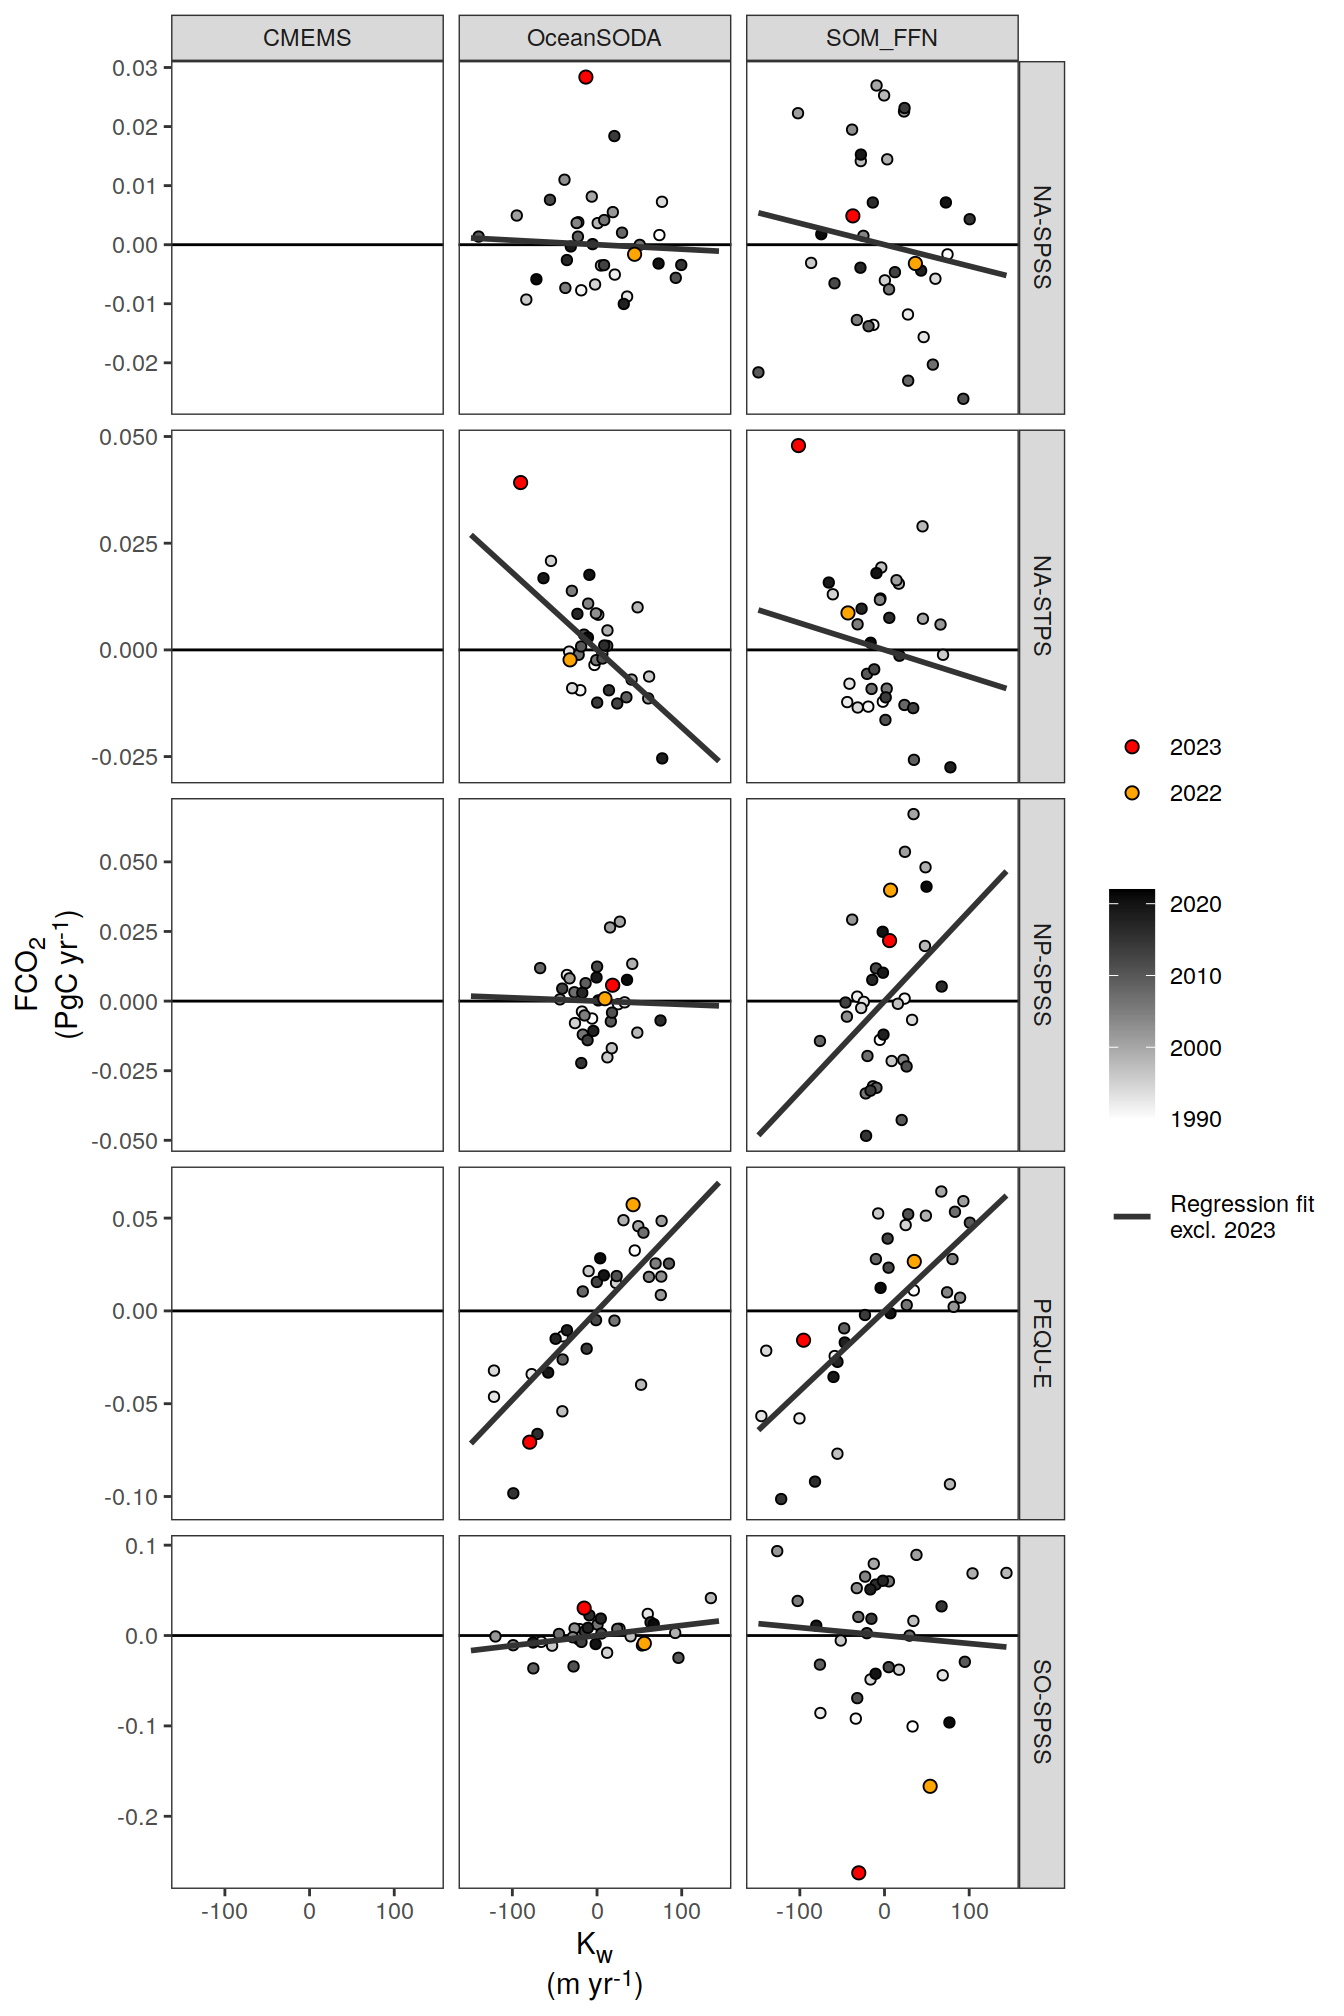 CMEMS OceanSODA SOM_FFN
0.03
0.02
0.01
0.00
-0.01
-0.02
NA-SPSS
0.050
0.025
0.000
-0.025
NA-STPS
0.050
0.025
0.000
-0.025
-0.050
NP-SPSS
0.05
0.00
-0.05
-0.10
PEQU-E
0.1
0.0
-0.1
-0.2
SO-SPSS
-100 0 100 -100 0 100 -100 0 100
FCO₂
(PgC yr⁻¹)
K_w
(m yr⁻¹)
2023
2022
2020
2010
2000
1990
Regression fit
excl. 2023